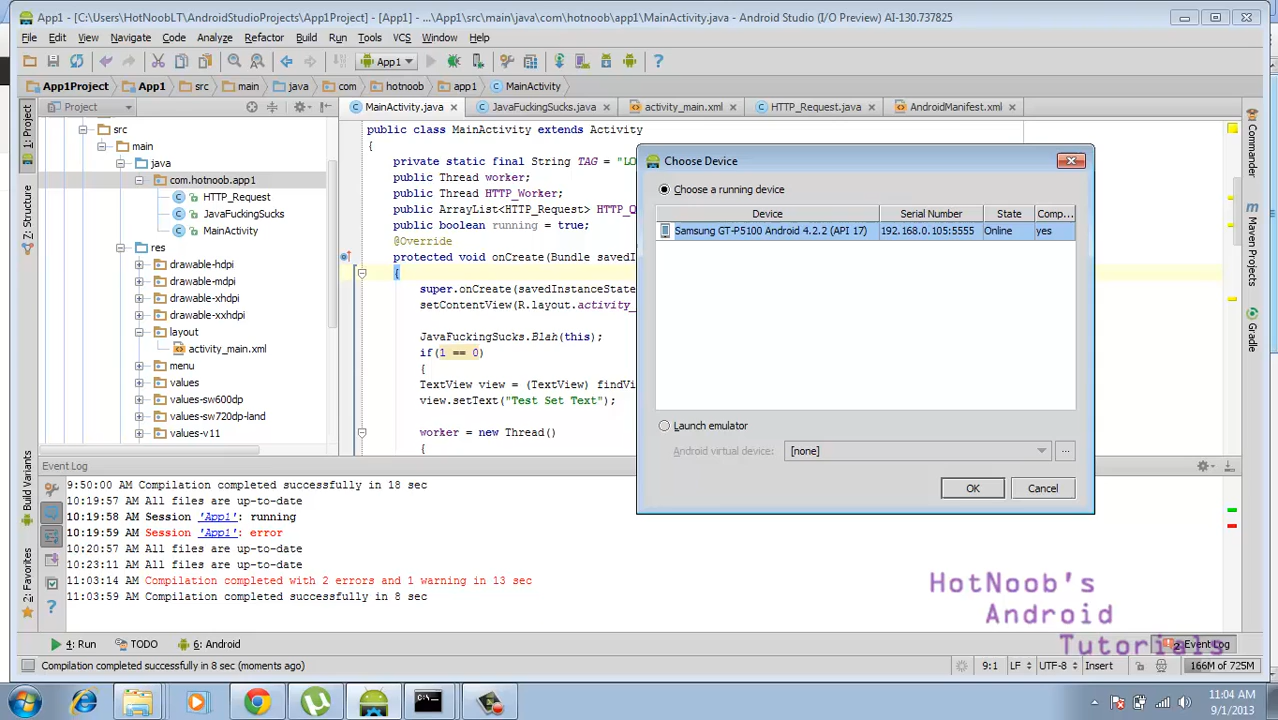 App1 - [C:\Users\HotNoobLT\AndroidStudioProjects\App1Project] - [App1] - ...\App1\src\main\java\com\hotnoob\app1\MainActivity.java - Android Studio (I/O Preview) AI-130.737825
File Edit View Navigate Code Analyze Refactor Build Run Tools VCS Window Help
App1
App1Project App1 src main java com hotnoob app1 MainActivity
1: Project
Z: Structure
Build Variants
2: Favorites
Project
src
main
java
com.hotnoob.app1
HTTP_Request
JavaFuckingSucks
MainActivity
res
drawable-hdpi
drawable-mdpi
drawable-xhdpi
drawable-xxhdpi
layout
activity_main.xml
menu
values
values-sw600dp
values-sw720dp-land
values-v11
MainActivity.java JavaFuckingSucks.java activity_main.xml HTTP_Request.java AndroidManifest.xml
public class MainActivity extends Activity
{
private static final String TAG = "LO
public Thread worker;
public Thread HTTP_Worker;
public ArrayList<HTTP_Request> HTTP_Q
public boolean running = true;
@Override
protected void onCreate(Bundle savedI
{
super.onCreate(savedInstanceState
setContentView(R.layout.activity_
JavaFuckingSucks.Blah(this);
if(1 == 0)
{
TextView view = (TextView) findVi
view.setText("Test Set Text");
worker = new Thread()
{
Choose Device
Choose a running device
Device Serial Number State Comp...
Samsung GT-P5100 Android 4.2.2 (API 17) 192.168.0.105:5555 Online yes
Launch emulator
Android virtual device: [none] ...
OK Cancel
Commander
Maven Projects
Gradle
Event Log
9:50:00 AM Compilation completed successfully in 18 sec
10:19:57 AM All files are up-to-date
10:19:58 AM Session 'App1': running
10:19:59 AM Session 'App1': error
10:20:57 AM All files are up-to-date
10:23:11 AM All files are up-to-date
11:03:14 AM Compilation completed with 2 errors and 1 warning in 13 sec
11:03:59 AM Compilation completed successfully in 8 sec
HotNoob's
Android
Tutorials
4: Run TODO 6: Android Event Log
Compilation completed successfully in 8 sec (moments ago) 9:1 LF UTF-8 Insert 166M of 725M
11:04 AM
9/1/2013